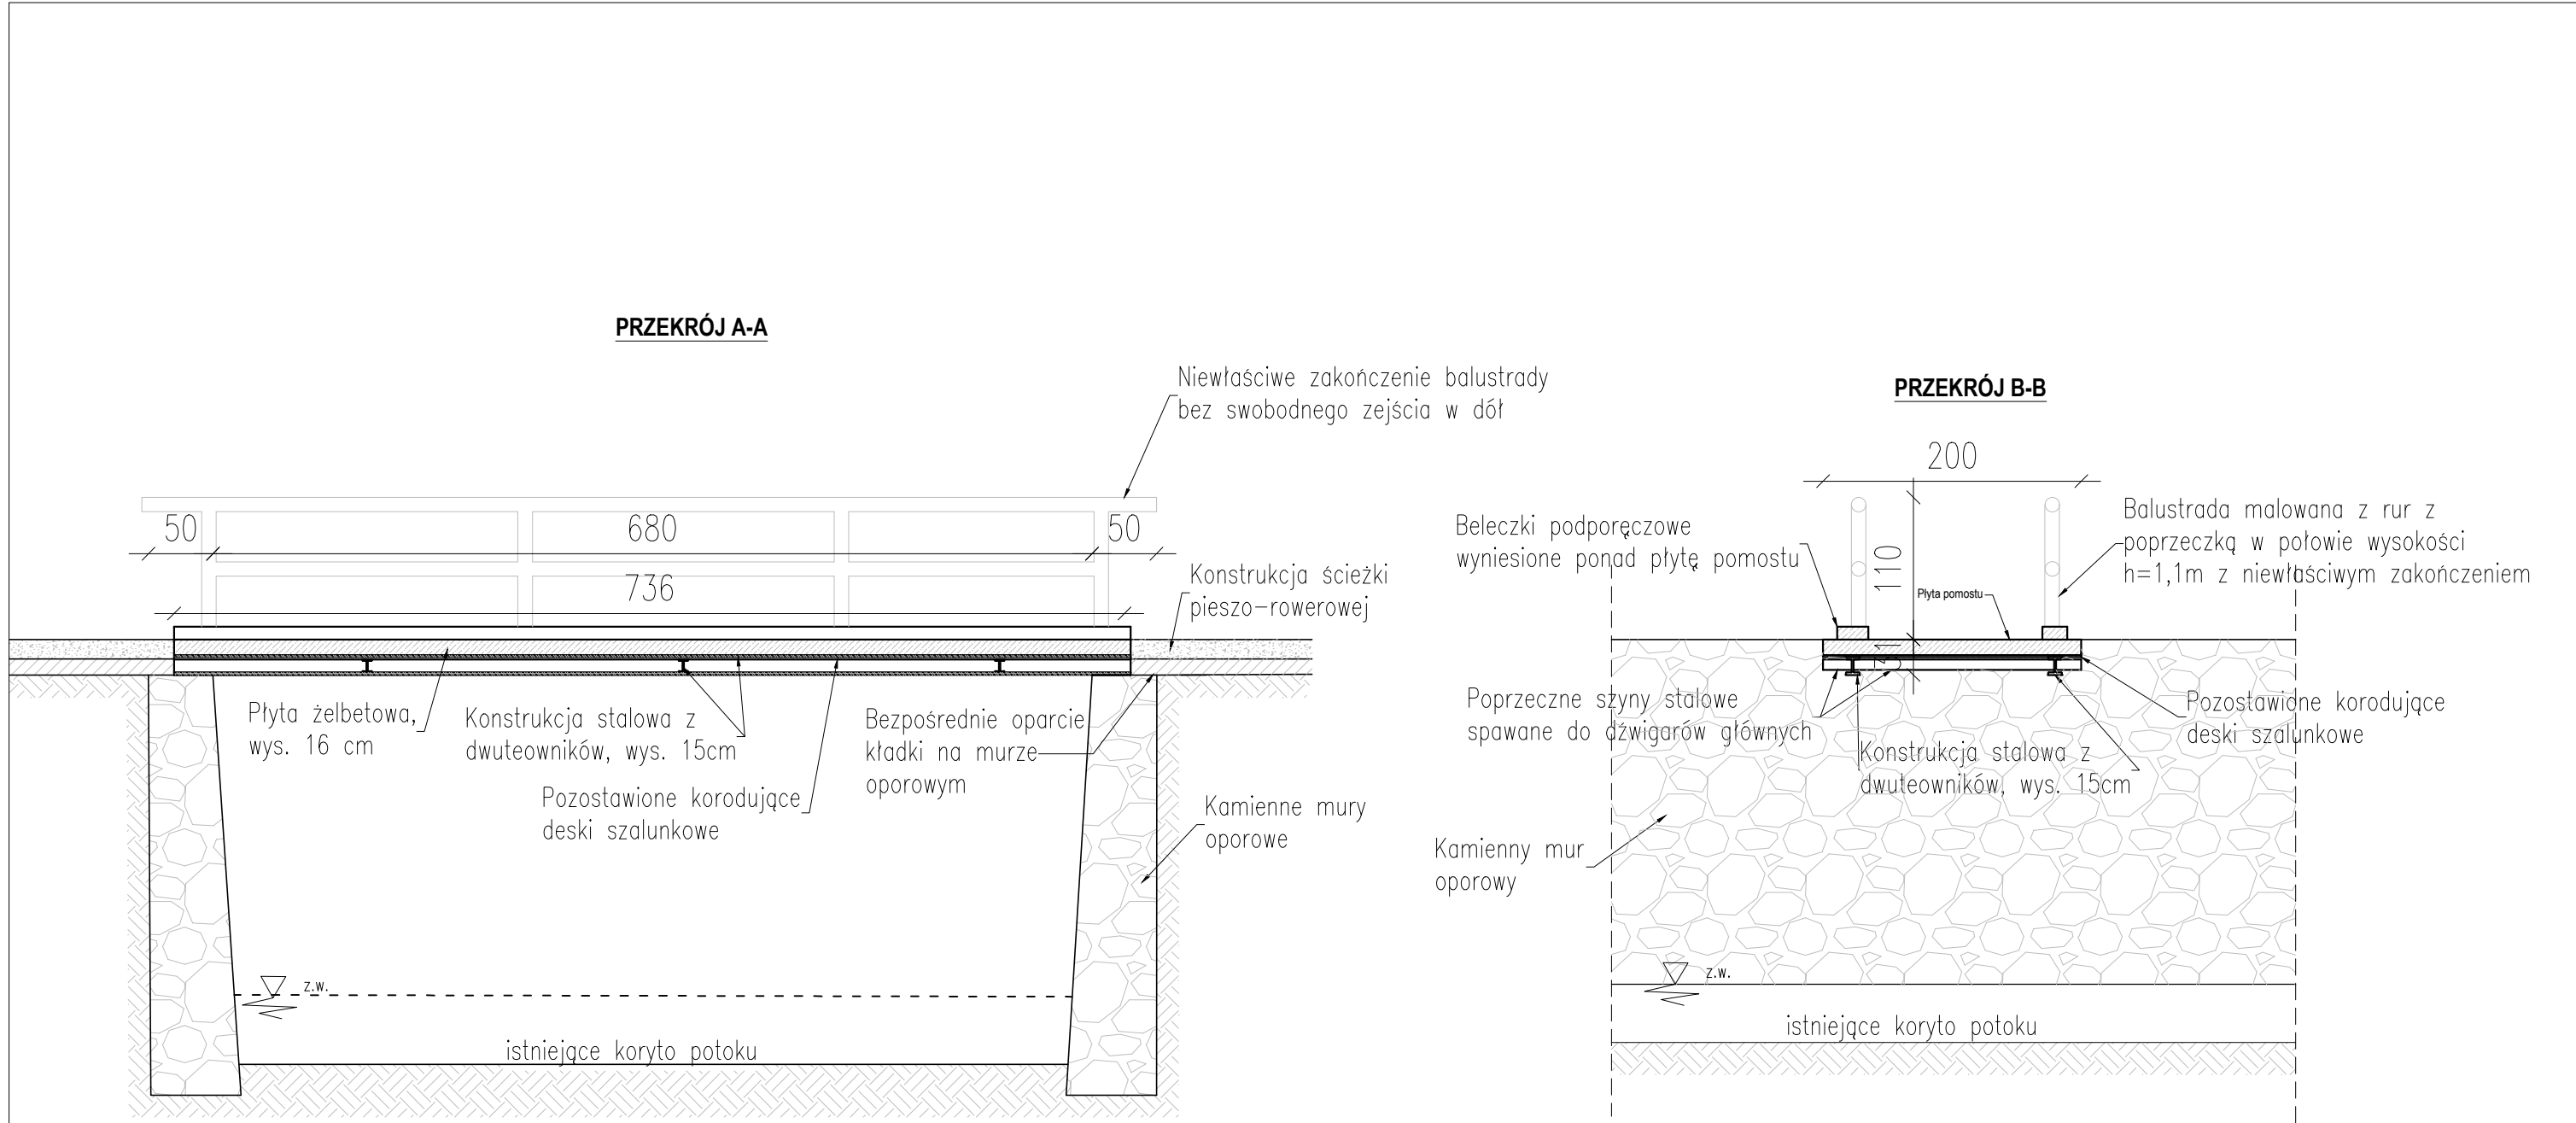 PRZEKRÓJ A-A
Niewłaściwe zakończenie balustrady
bez swobodnego zejścia w dół
50
680
50
736
Konstrukcja ścieżki
pieszo-rowerowej
Płyta żelbetowa,
wys. 16 cm
Konstrukcja stalowa z
dwuteowników, wys. 15cm
Bezpośrednie oparcie
kładki na murze
oporowym
Pozostawione korodujące
deski szalunkowe
Kamienne mury
oporowe
z.w.
istniejące koryto potoku
PRZEKRÓJ B-B
200
Beleczki podporęczowe
wyniesione ponad płytę pomostu
110
Płyta pomostu
31
Balustrada malowana z rur z
poprzeczką w połowie wysokości
h=1,1m z niewłaściwym zakończeniem
Poprzeczne szyny stalowe
spawane do dźwigarów głównych
Pozostawione korodujące
deski szalunkowe
Konstrukcja stalowa z
dwuteowników, wys. 15cm
Kamienny mur
oporowy
z.w.
istniejące koryto potoku